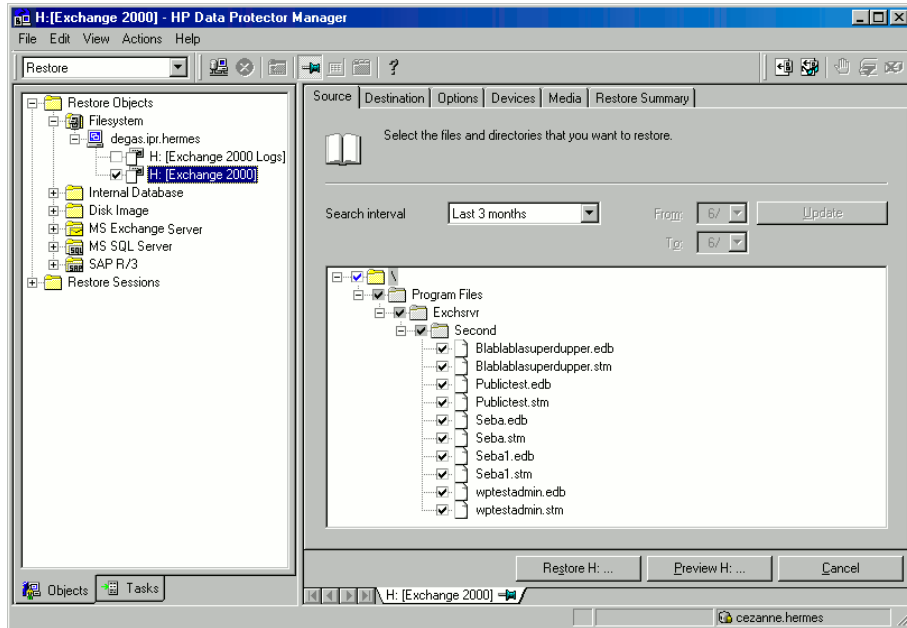 H:[Exchange 2000] - HP Data Protector Manager
File Edit View Actions Help
Restore
?
Restore Objects
Filesystem
degas.ipr.hermes
H: [Exchange 2000 Logs]
H: [Exchange 2000]
Internal Database
Disk Image
MS Exchange Server
MS SQL Server
SAP R/3
Restore Sessions
Objects Tasks
Source Destination Options Devices Media Restore Summary
Select the files and directories that you want to restore.
Search interval Last 3 months From: 6/ Update
To: 6/
\
Program Files
Exchsrvr
Second
Blablablasuperdupper.edb
Blablablasuperdupper.stm
Publictest.edb
Publictest.stm
Seba.edb
Seba.stm
Seba1.edb
Seba1.stm
wptestadmin.edb
wptestadmin.stm
Restore H: ... Preview H: ... Cancel
H: [Exchange 2000]
cezanne.hermes